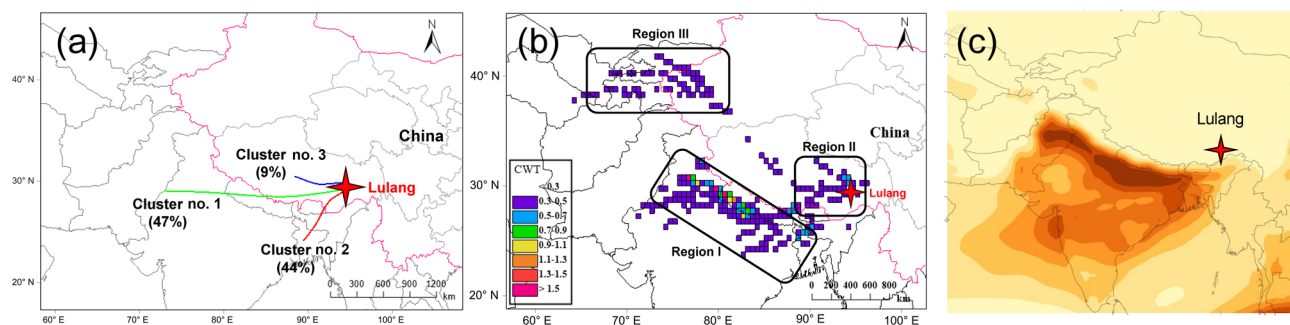 (a)
N
40° N
30° N
20° N
China
Cluster no. 3
(9%)
Lulang
Cluster no. 1
(47%)
Cluster no. 2
(44%)
0 150 300 600 900 1200
km
60° E
70° E
80° E
90° E
100° E
(b)
N
Region III
40° N
30° N
20° N
China
Region II
CWT
<0.3
0.3-0.5
0.5-0.7
0.7-0.9
0.9-1.1
1.1-1.3
1.3-1.5
> 1.5
Lulang
Region I
0 100 200 400 600 800
km
60° E
70° E
80° E
90° E
100° E
(c)
Lulang